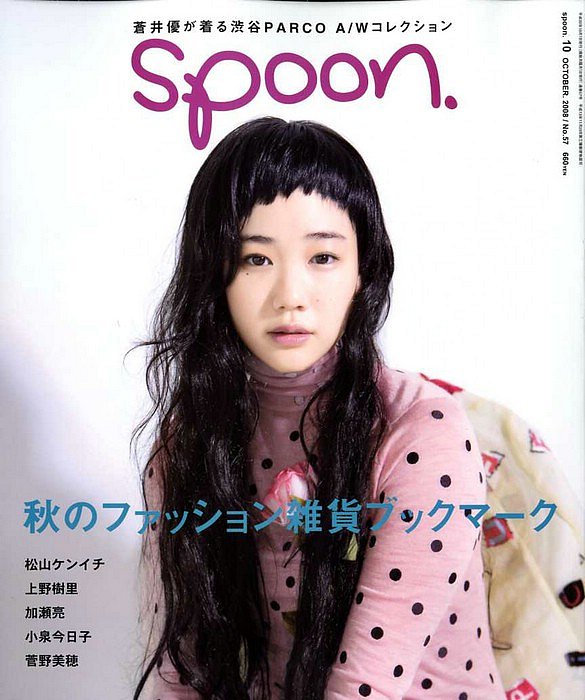 蒼井優が着る渋谷PARCO A/Wコレクション
spoon.
spoon. 10 OCTOBER. 2008 / No.57 660YEN
秋のファッション雑貨ブックマーク
松山ケンイチ
上野樹里
加瀬亮
小泉今日子
菅野美穂